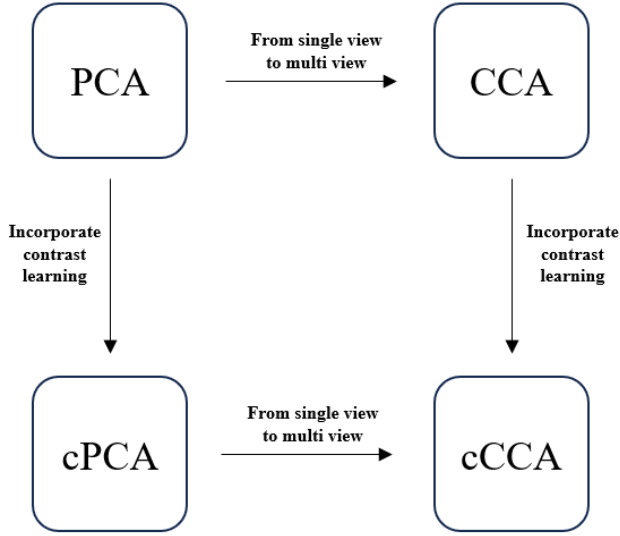 From single view
to multi view
PCA
CCA
Incorporate
contrast
learning
Incorporate
contrast
learning
From single view
to multi view
cPCA
cCCA